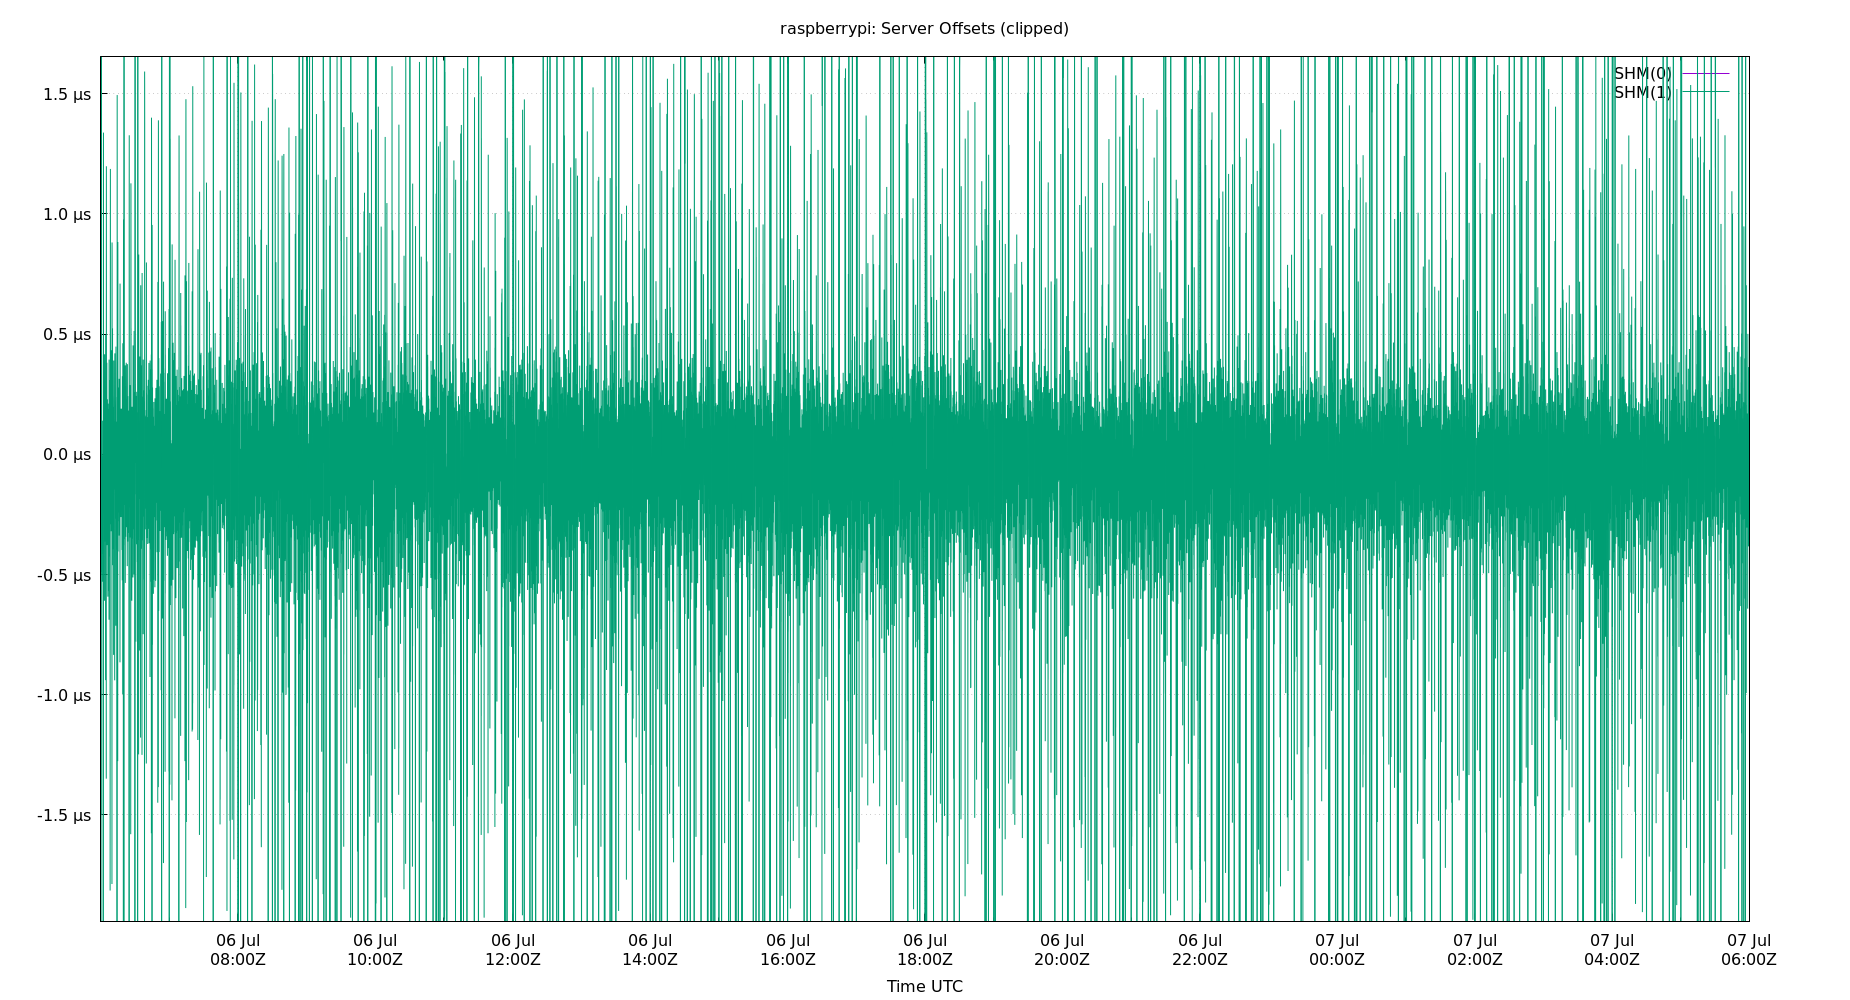 raspberrypi: Server Offsets (clipped)
SHM(0)
SHM(1)
1.5 µs
1.0 µs
0.5 µs
0.0 µs
-0.5 µs
-1.0 µs
-1.5 µs
06 Jul 06 Jul 06 Jul 06 Jul 06 Jul 06 Jul 06 Jul 06 Jul 07 Jul 07 Jul 07 Jul 07 Jul
08:00Z 10:00Z 12:00Z 14:00Z 16:00Z 18:00Z 20:00Z 22:00Z 00:00Z 02:00Z 04:00Z 06:00Z
Time UTC